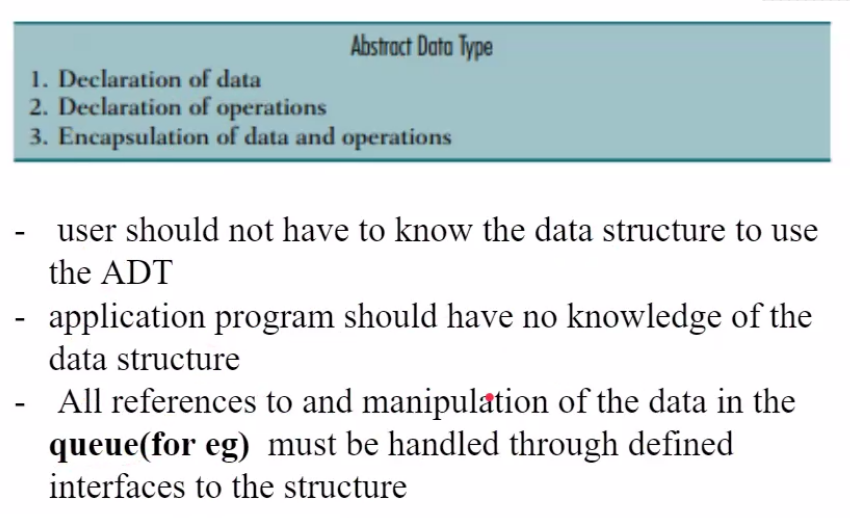 Abstract Data Type
1. Declaration of data
2. Declaration of operations
3. Encapsulation of data and operations
- user should not have to know the data structure to use
the ADT
- application program should have no knowledge of the
data structure
- All references to and manipulation of the data in the
queue(for eg) must be handled through defined
interfaces to the structure